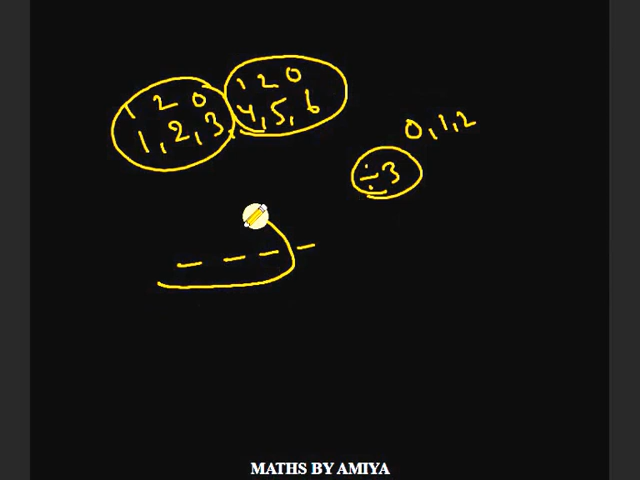 1 2 0 1 2 0
1, 2, 3, 4, 5, 6
0, 1, 2
÷3
MATHS BY AMIYA